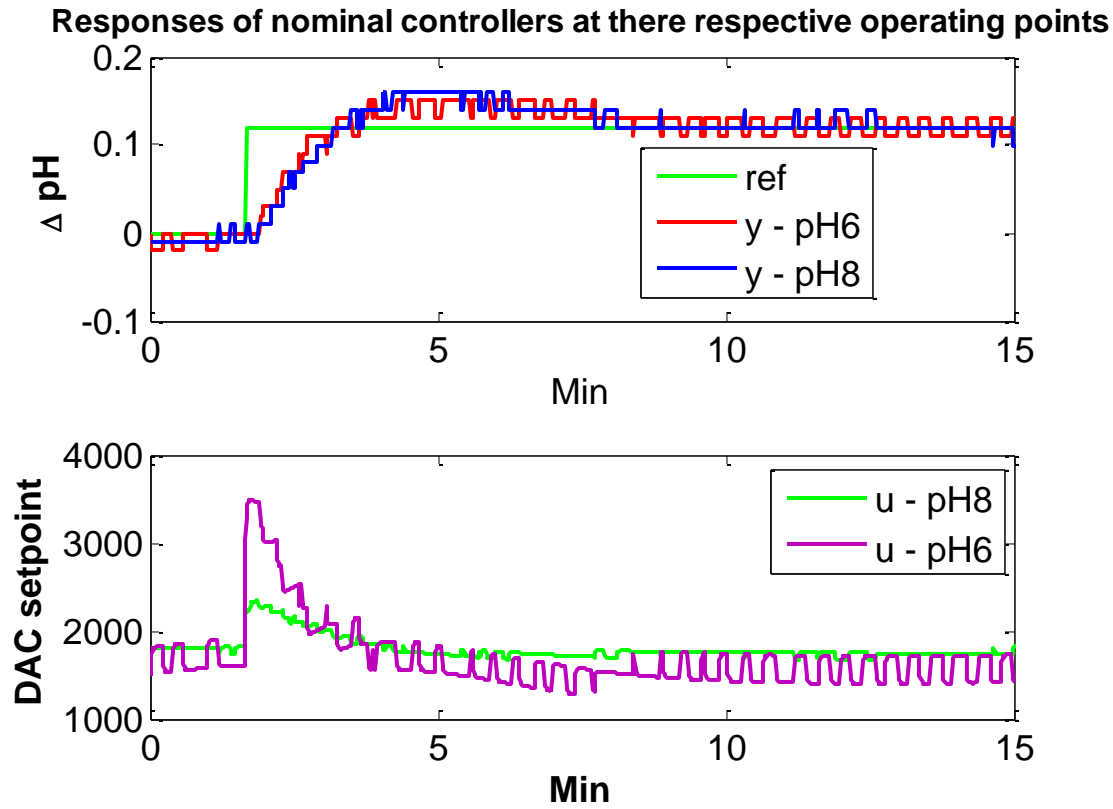 Responses of nominal controllers at there respective operating points
0.2
0.1
0
-0.1
Δ pH
ref
y - pH6
y - pH8
0 5 10 15
Min
4000
3000
2000
1000
DAC setpoint
u - pH8
u - pH6
0 5 10 15
Min